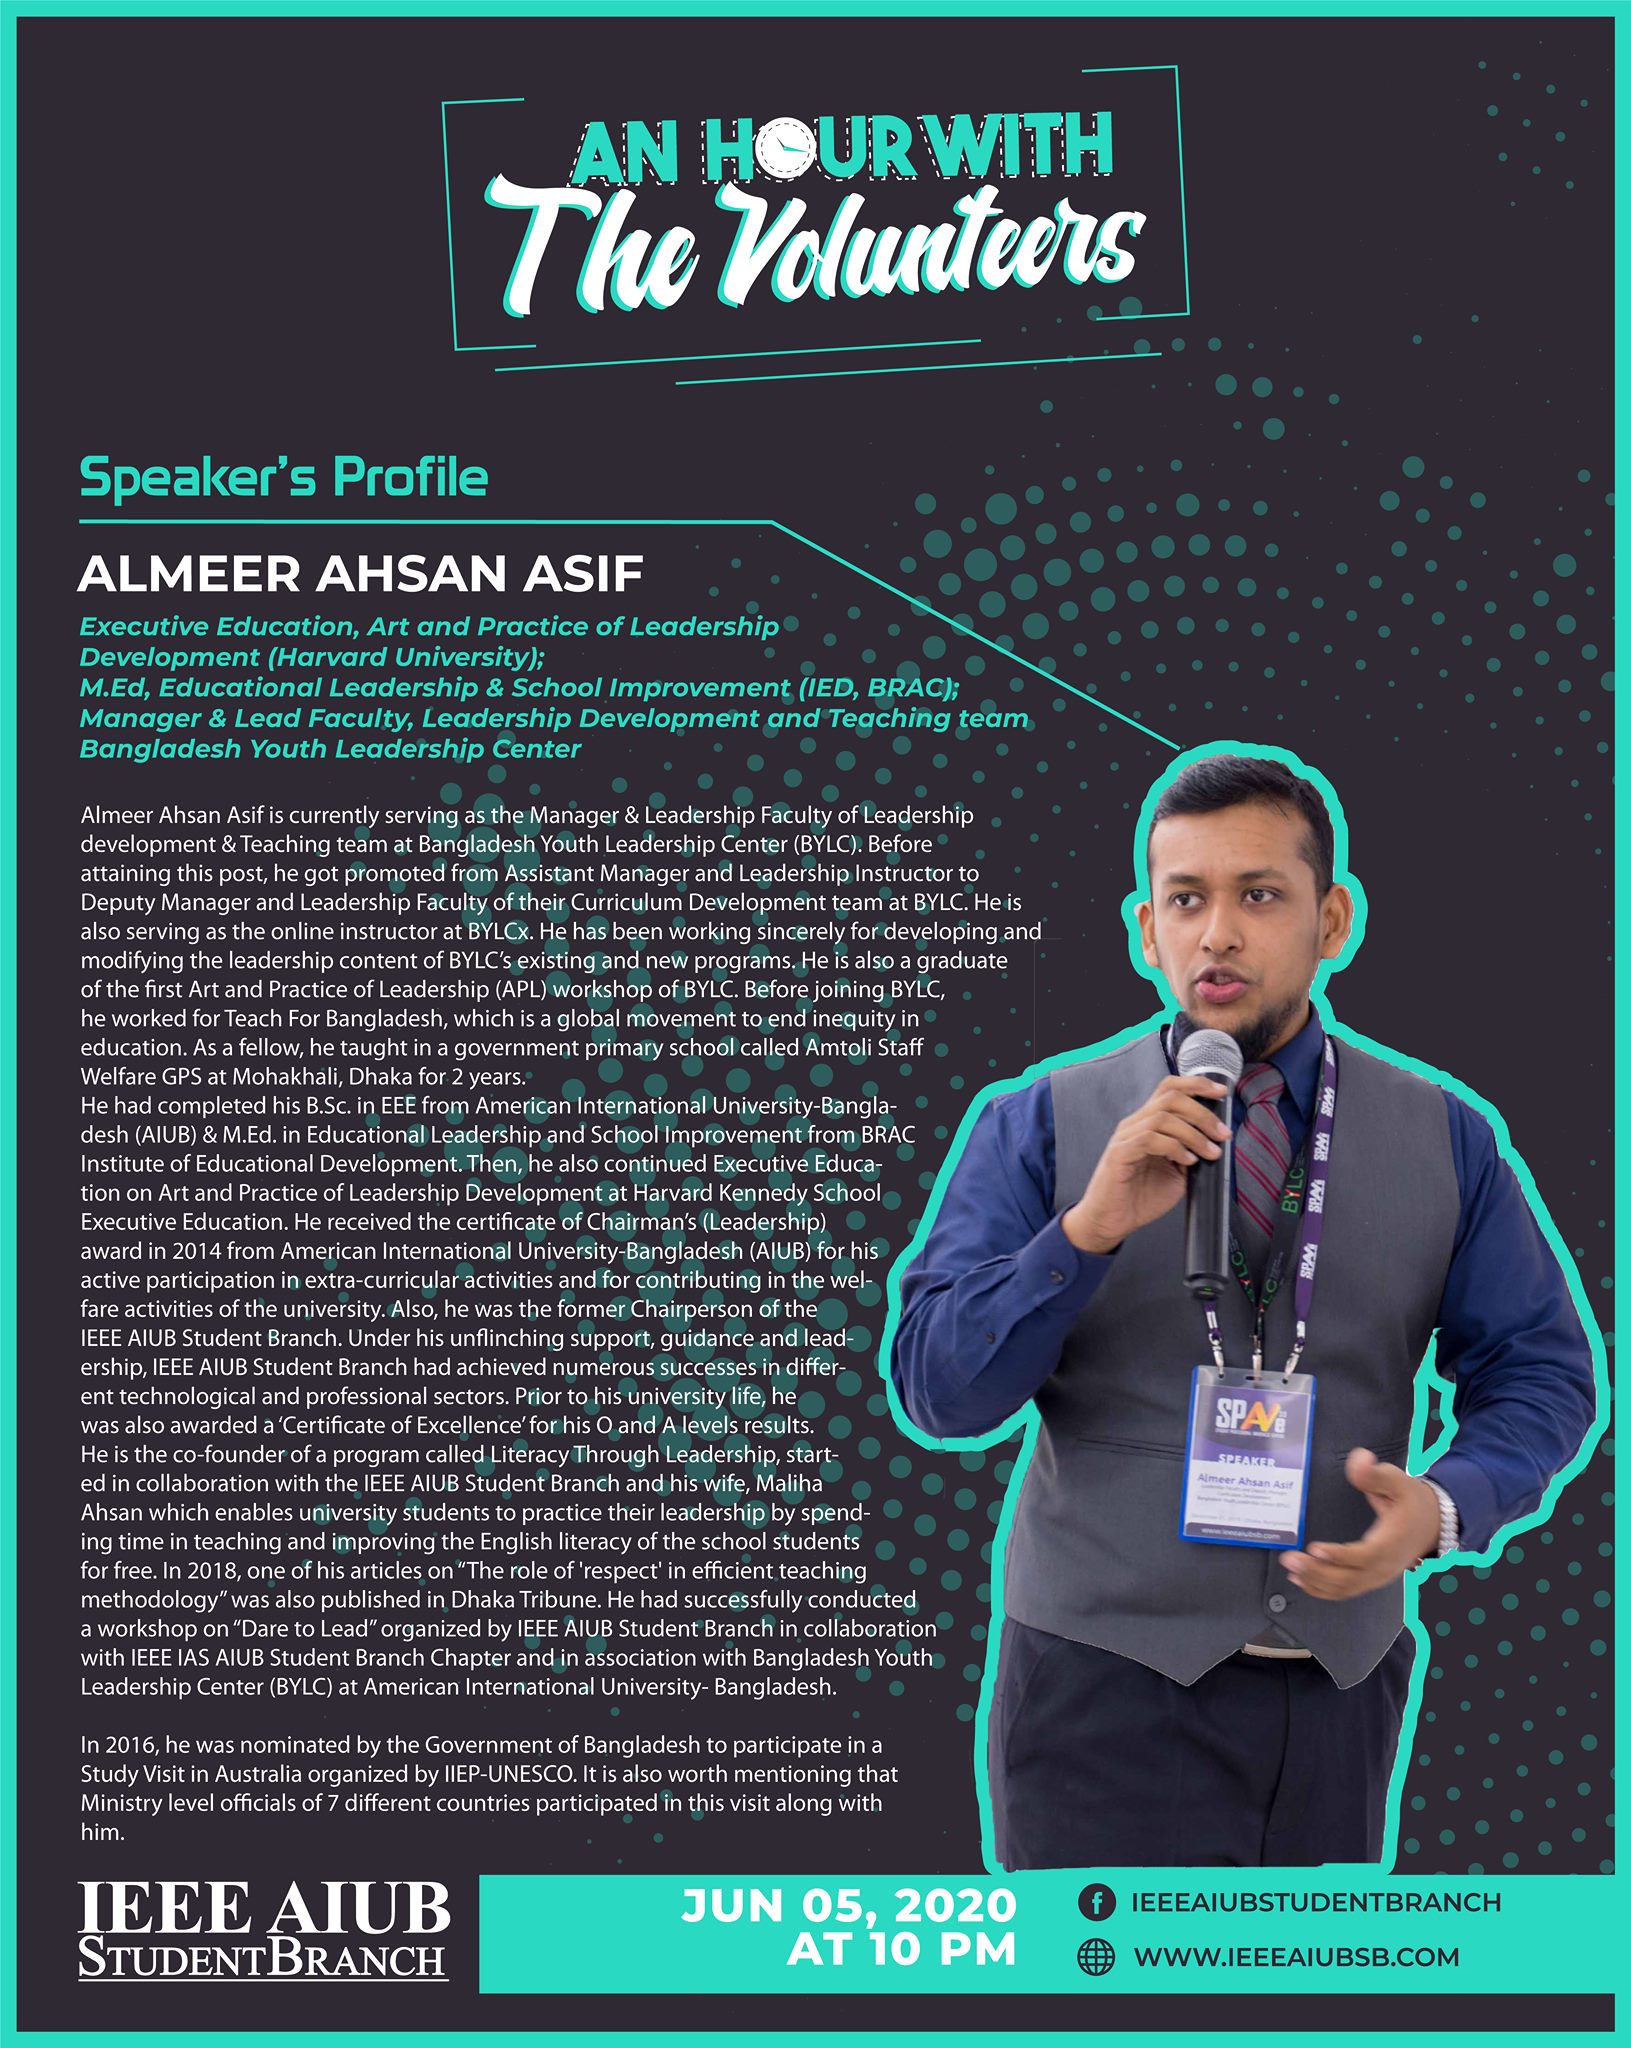 AN HOUR WITH
The Volunteers
Speaker's Profile
ALMEER AHSAN ASIF
Executive Education, Art and Practice of Leadership
Development (Harvard University);
M.Ed, Educational Leadership & School Improvement (IED, BRAC);
Manager & Lead Faculty, Leadership Development and Teaching team
Bangladesh Youth Leadership Center
Almeer Ahsan Asif is currently serving as the Manager & Leadership Faculty of Leadership
development & Teaching team at Bangladesh Youth Leadership Center (BYLC). Before
attaining this post, he got promoted from Assistant Manager and Leadership Instructor to
Deputy Manager and Leadership Faculty of their Curriculum Development team at BYLC. He is
also serving as the online instructor at BYLCx. He has been working sincerely for developing and
modifying the leadership content of BYLC's existing and new programs. He is also a graduate
of the first Art and Practice of Leadership (APL) workshop of BYLC. Before joining BYLC,
he worked for Teach For Bangladesh, which is a global movement to end inequity in
education. As a fellow, he taught in a government primary school called Amtoli Staff
Welfare GPS at Mohakhali, Dhaka for 2 years.
He had completed his B.Sc. in EEE from American International University-Bangla-
desh (AIUB) & M.Ed. in Educational Leadership and School Improvement from BRAC
Institute of Educational Development. Then, he also continued Executive Educa-
tion on Art and Practice of Leadership Development at Harvard Kennedy School
Executive Education. He received the certificate of Chairman's (Leadership)
award in 2014 from American International University-Bangladesh (AIUB) for his
active participation in extra-curricular activities and for contributing in the wel-
fare activities of the university. Also, he was the former Chairperson of the
IEEE AIUB Student Branch. Under his unflinching support, guidance and lead-
ership, IEEE AIUB Student Branch had achieved numerous successes in differ-
ent technological and professional sectors. Prior to his university life, he
was also awarded a 'Certificate of Excellence' for his O and A levels results.
He is the co-founder of a program called Literacy Through Leadership, start-
ed in collaboration with the IEEE AIUB Student Branch and his wife, Maliha
Ahsan which enables university students to practice their leadership by spend-
ing time in teaching and improving the English literacy of the school students
for free. In 2018, one of his articles on "The role of 'respect' in efficient teaching
methodology" was also published in Dhaka Tribune. He had successfully conducted
a workshop on "Dare to Lead" organized by IEEE AIUB Student Branch in collaboration
with IEEE IAS AIUB Student Branch Chapter and in association with Bangladesh Youth
Leadership Center (BYLC) at American International University- Bangladesh.
In 2016, he was nominated by the Government of Bangladesh to participate in a
Study Visit in Australia organized by IIEP-UNESCO. It is also worth mentioning that
Ministry level officials of 7 different countries participated in this visit along with
him.
BYLC
SPEAKER
Almeer Ahsan Asif
www.ieeeaiubsb.com
IEEE AIUB
STUDENT BRANCH
JUN 05, 2020
AT 10 PM
IEEEAIUBSTUDENTBRANCH
WWW.IEEEAIUBSB.COM